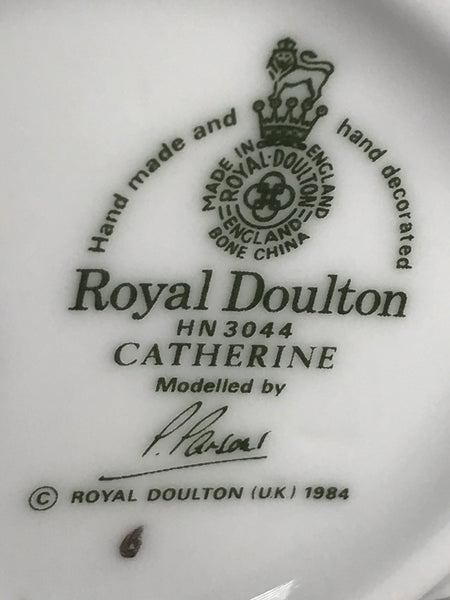 Hand made and hand decorated
MADE IN ENGLAND
ROYAL·DOULTON
ENGLAND
BONE CHINA
Royal Doulton
HN 3044
CATHERINE
Modelled by
P. Parsons
© ROYAL DOULTON (U.K) 1984
6